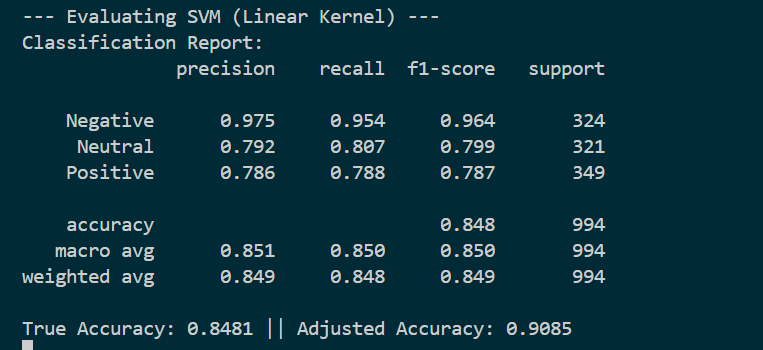 --- Evaluating SVM (Linear Kernel) ---
Classification Report:
precision recall f1-score support
Negative 0.975 0.954 0.964 324
Neutral 0.792 0.807 0.799 321
Positive 0.786 0.788 0.787 349
accuracy 0.848 994
macro avg 0.851 0.850 0.850 994
weighted avg 0.849 0.848 0.849 994
True Accuracy: 0.8481 || Adjusted Accuracy: 0.9085